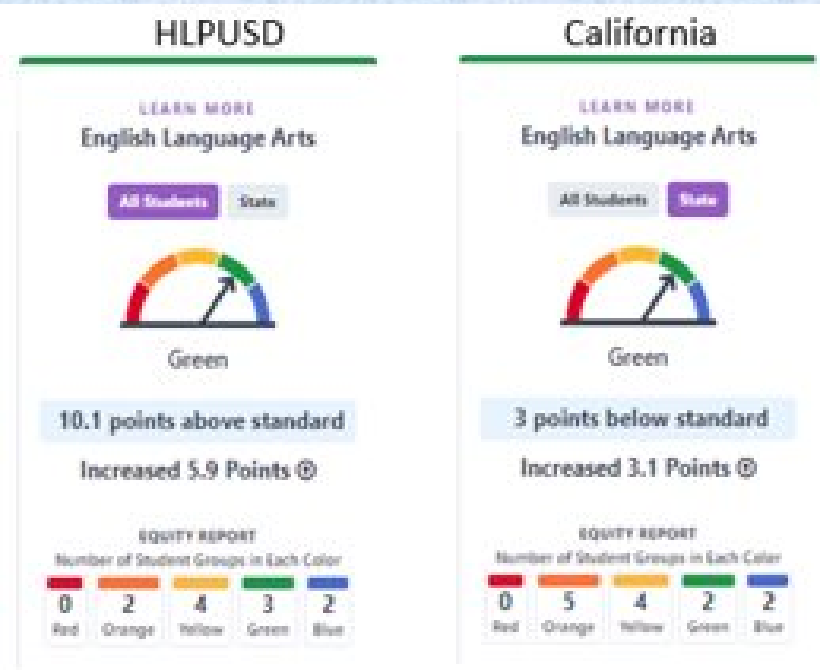 HLPUSD
LEARN MORE
English Language Arts
All Students State
Green
10.1 points above standard
Increased 5.9 Points
EQUITY REPORT
Number of Student Groups in Each Color
0 2 4 3 2
Red Orange Yellow Green Blue
California
LEARN MORE
English Language Arts
All Students State
Green
3 points below standard
Increased 3.1 Points
EQUITY REPORT
Number of Student Groups in Each Color
0 5 4 2 2
Red Orange Yellow Green Blue